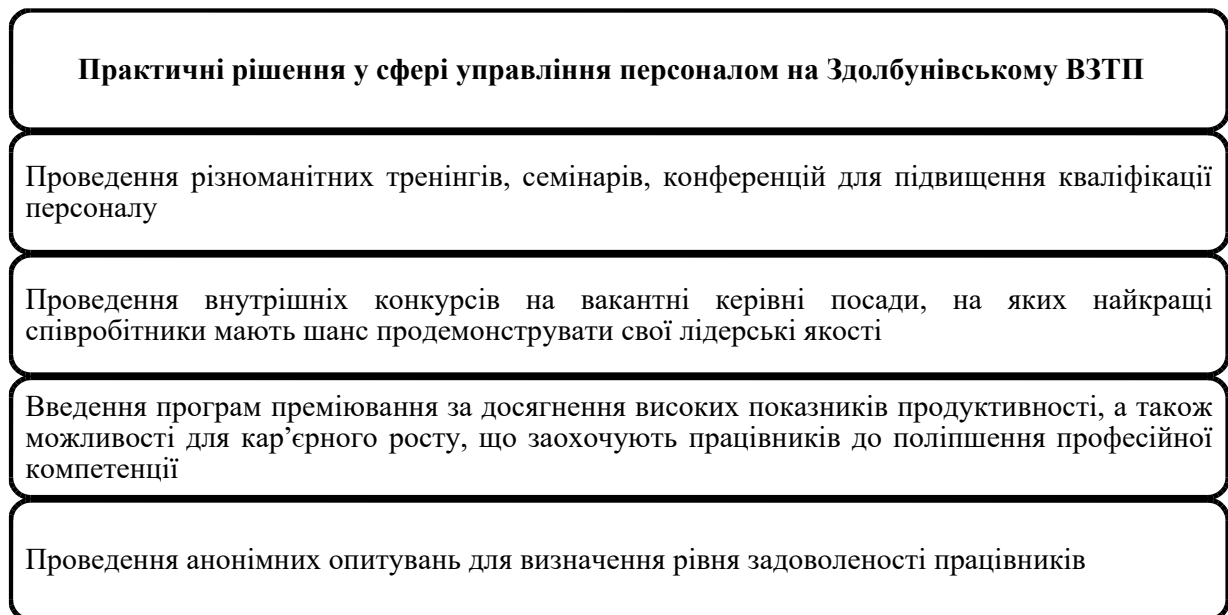 Практичні рішення у сфері управління персоналом на Здолбунівському ВЗТП
Проведення різноманітних тренінгів, семінарів, конференцій для підвищення кваліфікації
персоналу
Проведення внутрішніх конкурсів на вакантні керівні посади, на яких найкращі
співробітники мають шанс продемонструвати свої лідерські якості
Введення програм преміювання за досягнення високих показників продуктивності, а також
можливості для кар’єрного росту, що заохочують працівників до поліпшення професійної
компетенції
Проведення анонімних опитувань для визначення рівня задоволеності працівників